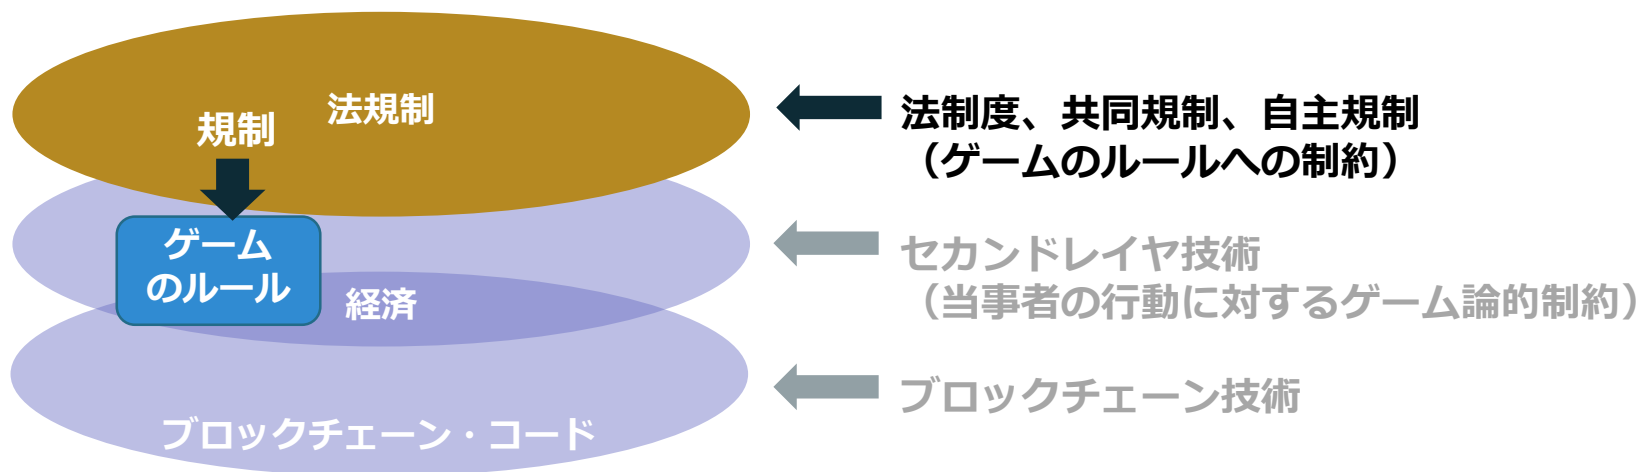 法規制
規制
ゲーム
のルール
経済
ブロックチェーン・コード
法制度、共同規制、自主規制
（ゲームのルールへの制約）
セカンドレイヤ技術
（当事者の行動に対するゲーム論的制約）
ブロックチェーン技術